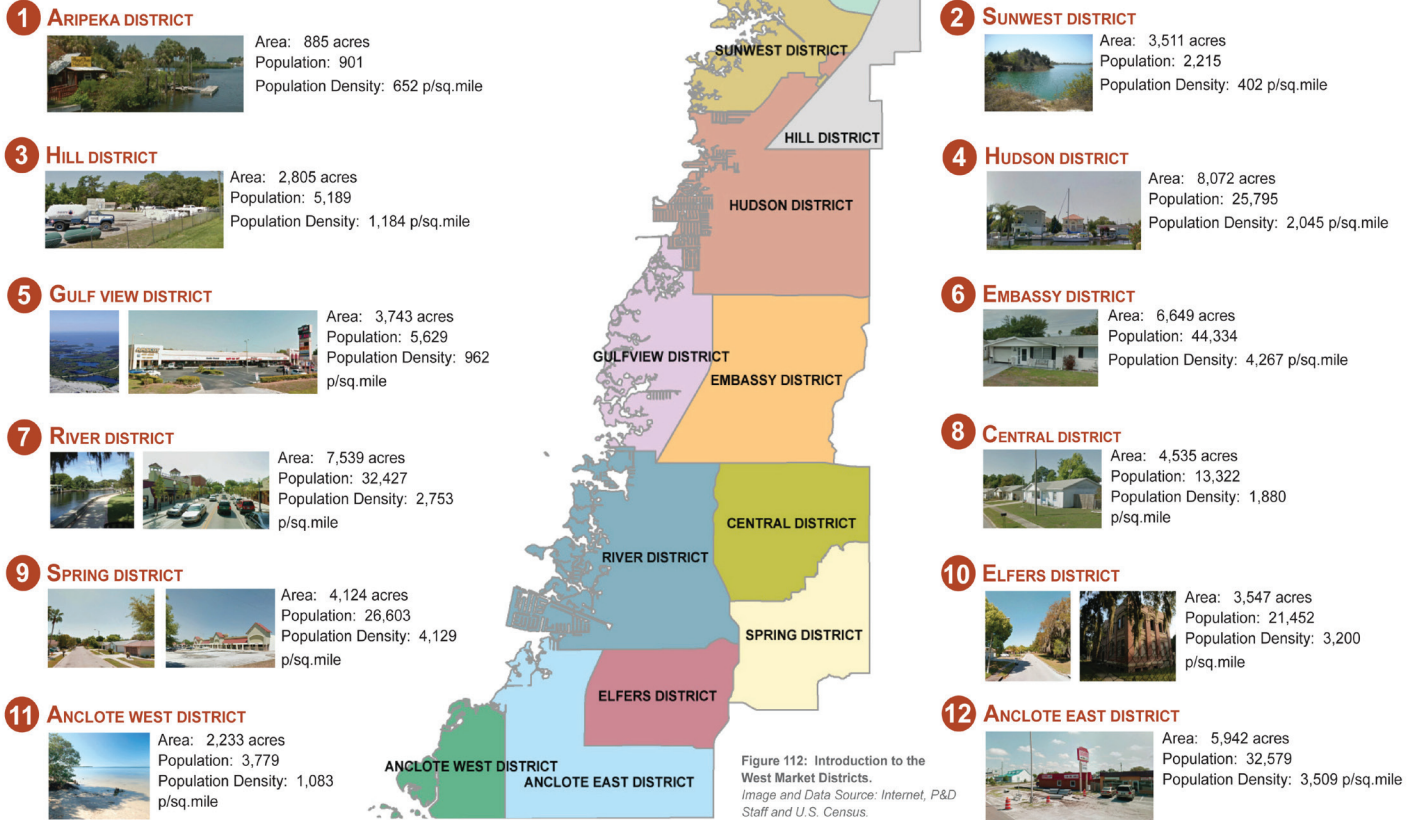 1 ARIPEKA DISTRICT
Area: 885 acres
Population: 901
Population Density: 652 p/sq.mile
2 SUNWEST DISTRICT
Area: 3,511 acres
Population: 2,215
Population Density: 402 p/sq.mile
3 HILL DISTRICT
Area: 2,805 acres
Population: 5,189
Population Density: 1,184 p/sq.mile
4 HUDSON DISTRICT
Area: 8,072 acres
Population: 25,795
Population Density: 2,045 p/sq.mile
5 GULF VIEW DISTRICT
Area: 3,743 acres
Population: 5,629
Population Density: 962
p/sq.mile
6 EMBASSY DISTRICT
Area: 6,649 acres
Population: 44,334
Population Density: 4,267 p/sq.mile
7 RIVER DISTRICT
Area: 7,539 acres
Population: 32,427
Population Density: 2,753
p/sq.mile
8 CENTRAL DISTRICT
Area: 4,535 acres
Population: 13,322
Population Density: 1,880
p/sq.mile
9 SPRING DISTRICT
Area: 4,124 acres
Population: 26,603
Population Density: 4,129
p/sq.mile
10 ELFERS DISTRICT
Area: 3,547 acres
Population: 21,452
Population Density: 3,200
p/sq.mile
11 ANCLOTE WEST DISTRICT
Area: 2,233 acres
Population: 3,779
Population Density: 1,083
p/sq.mile
12 ANCLOTE EAST DISTRICT
Area: 5,942 acres
Population: 32,579
Population Density: 3,509 p/sq.mile
SUNWEST DISTRICT
HILL DISTRICT
HUDSON DISTRICT
GULFVIEW DISTRICT
EMBASSY DISTRICT
CENTRAL DISTRICT
RIVER DISTRICT
SPRING DISTRICT
ELFERS DISTRICT
ANCLOTE WEST DISTRICT
ANCLOTE EAST DISTRICT
Figure 112: Introduction to the
West Market Districts.
Image and Data Source: Internet, P&D
Staff and U.S. Census.